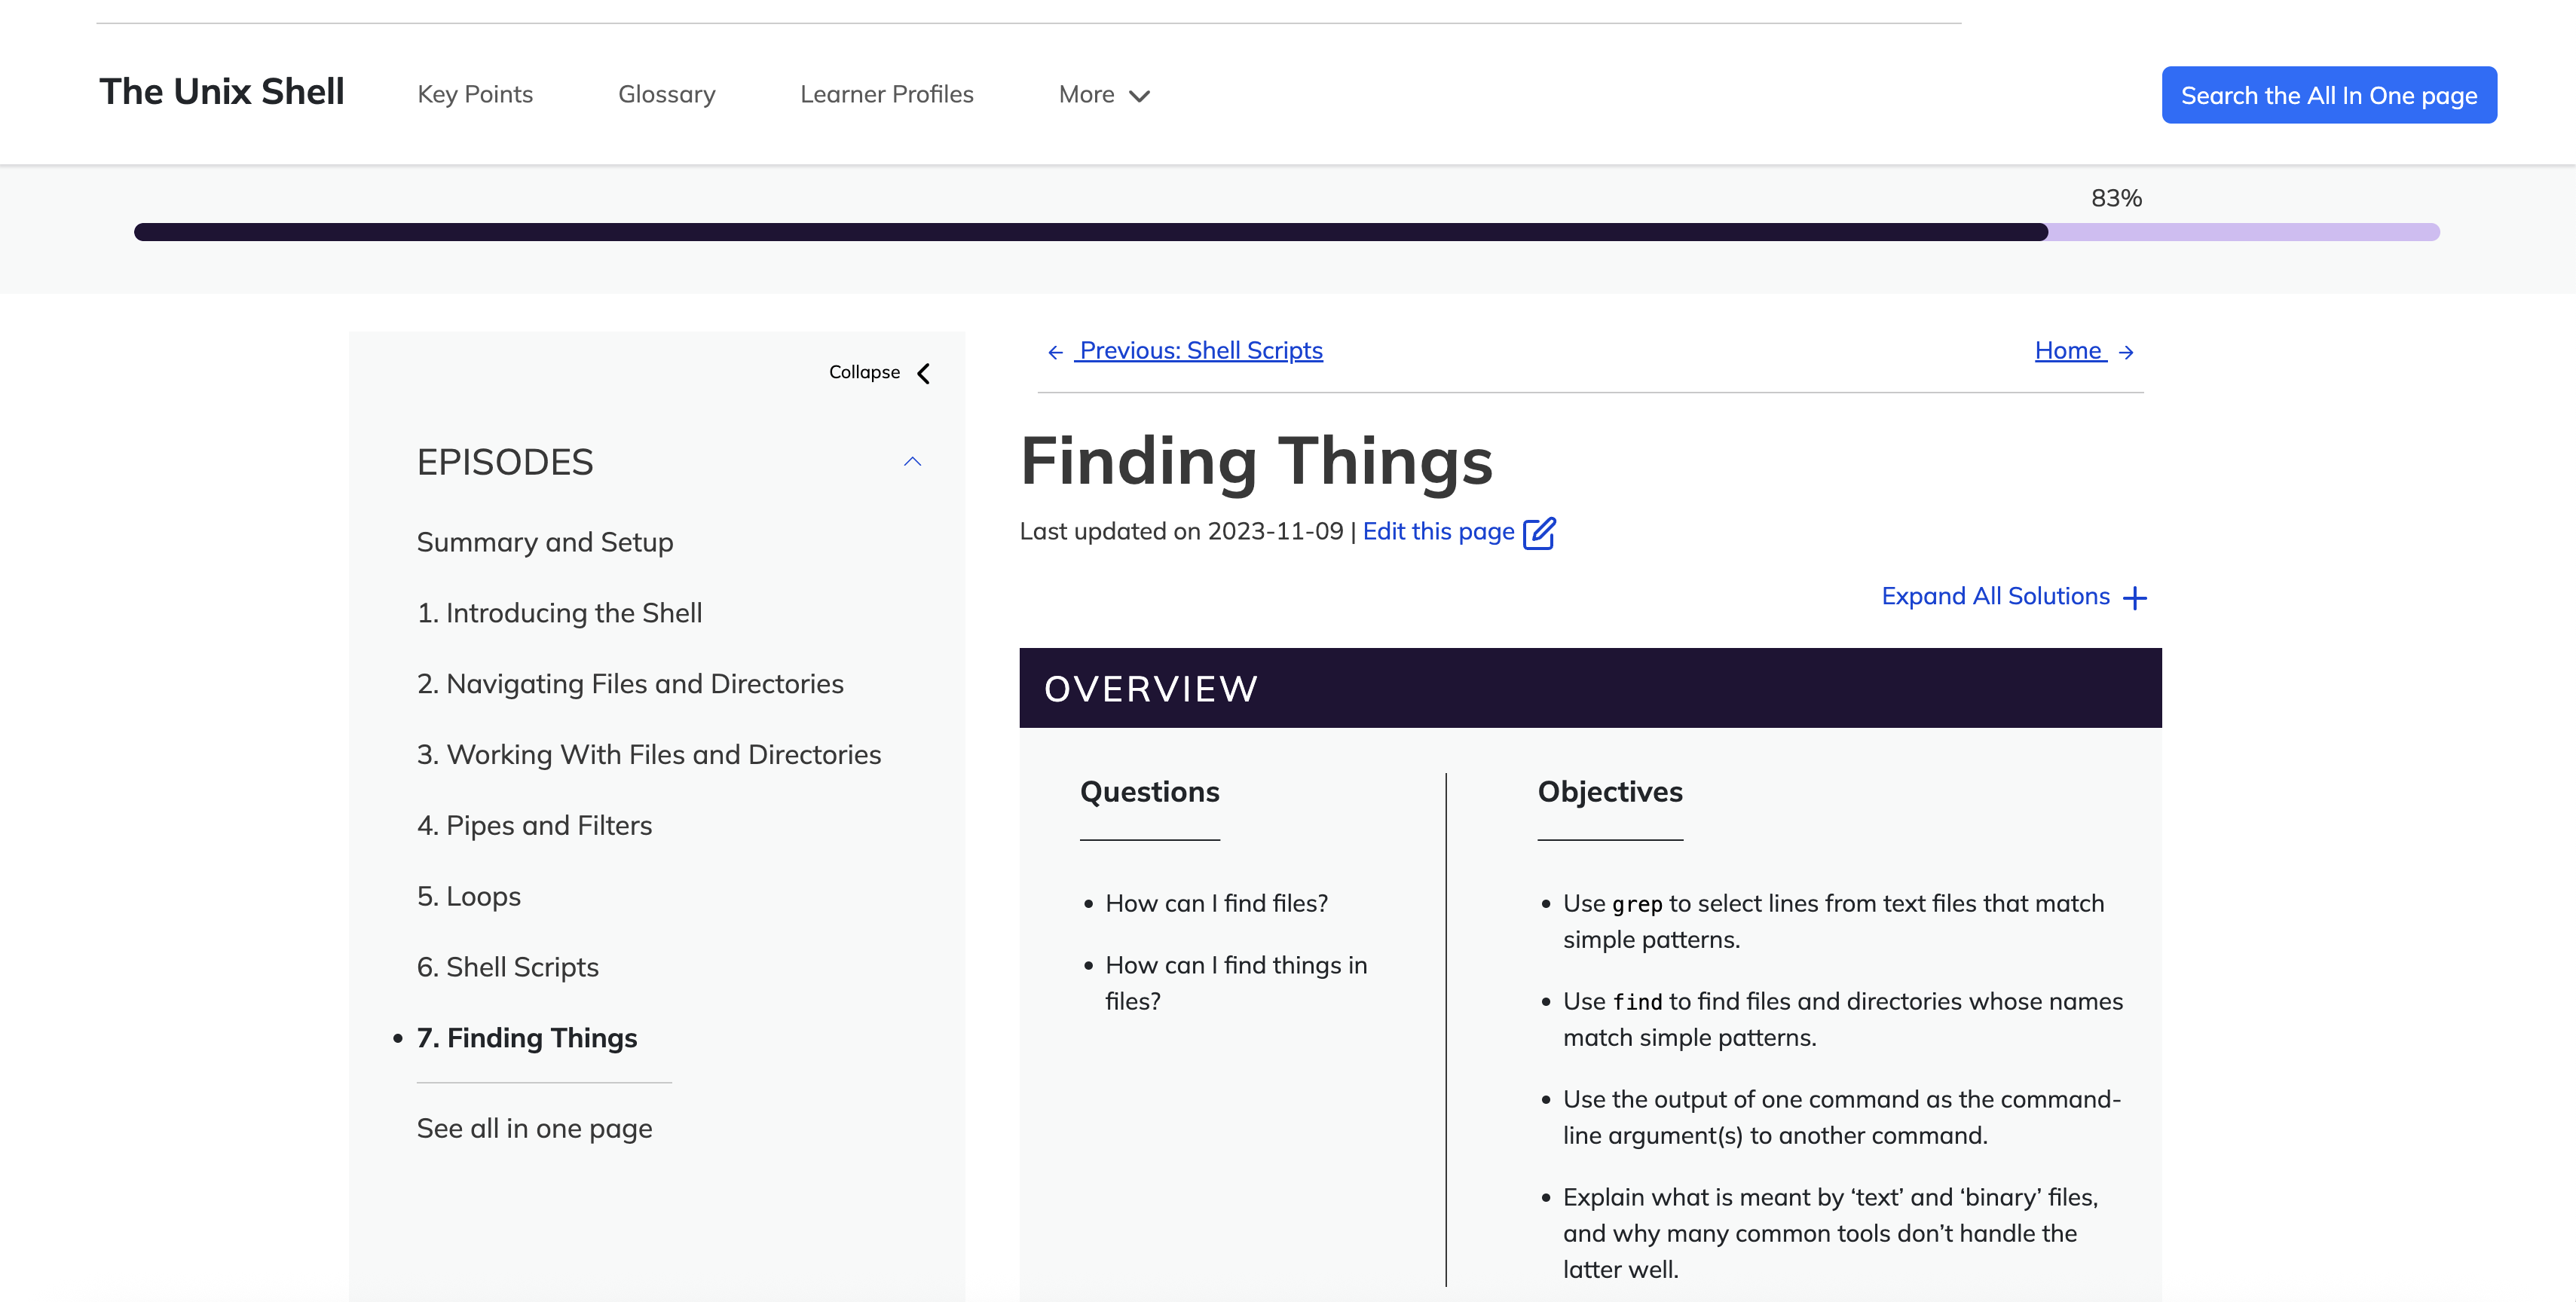 The Unix Shell
Key Points
Glossary
Learner Profiles
More
Search the All In One page
83%
Collapse
EPISODES
Summary and Setup
1. Introducing the Shell
2. Navigating Files and Directories
3. Working With Files and Directories
4. Pipes and Filters
5. Loops
6. Shell Scripts
• 7. Finding Things
See all in one page
← Previous: Shell Scripts
Home →
Finding Things
Last updated on 2023-11-09 | Edit this page
Expand All Solutions +
OVERVIEW
Questions
• How can I find files?
• How can I find things in
files?
Objectives
• Use grep to select lines from text files that match
simple patterns.
• Use find to find files and directories whose names
match simple patterns.
• Use the output of one command as the command-
line argument(s) to another command.
• Explain what is meant by ‘text’ and ‘binary’ files,
and why many common tools don’t handle the
latter well.